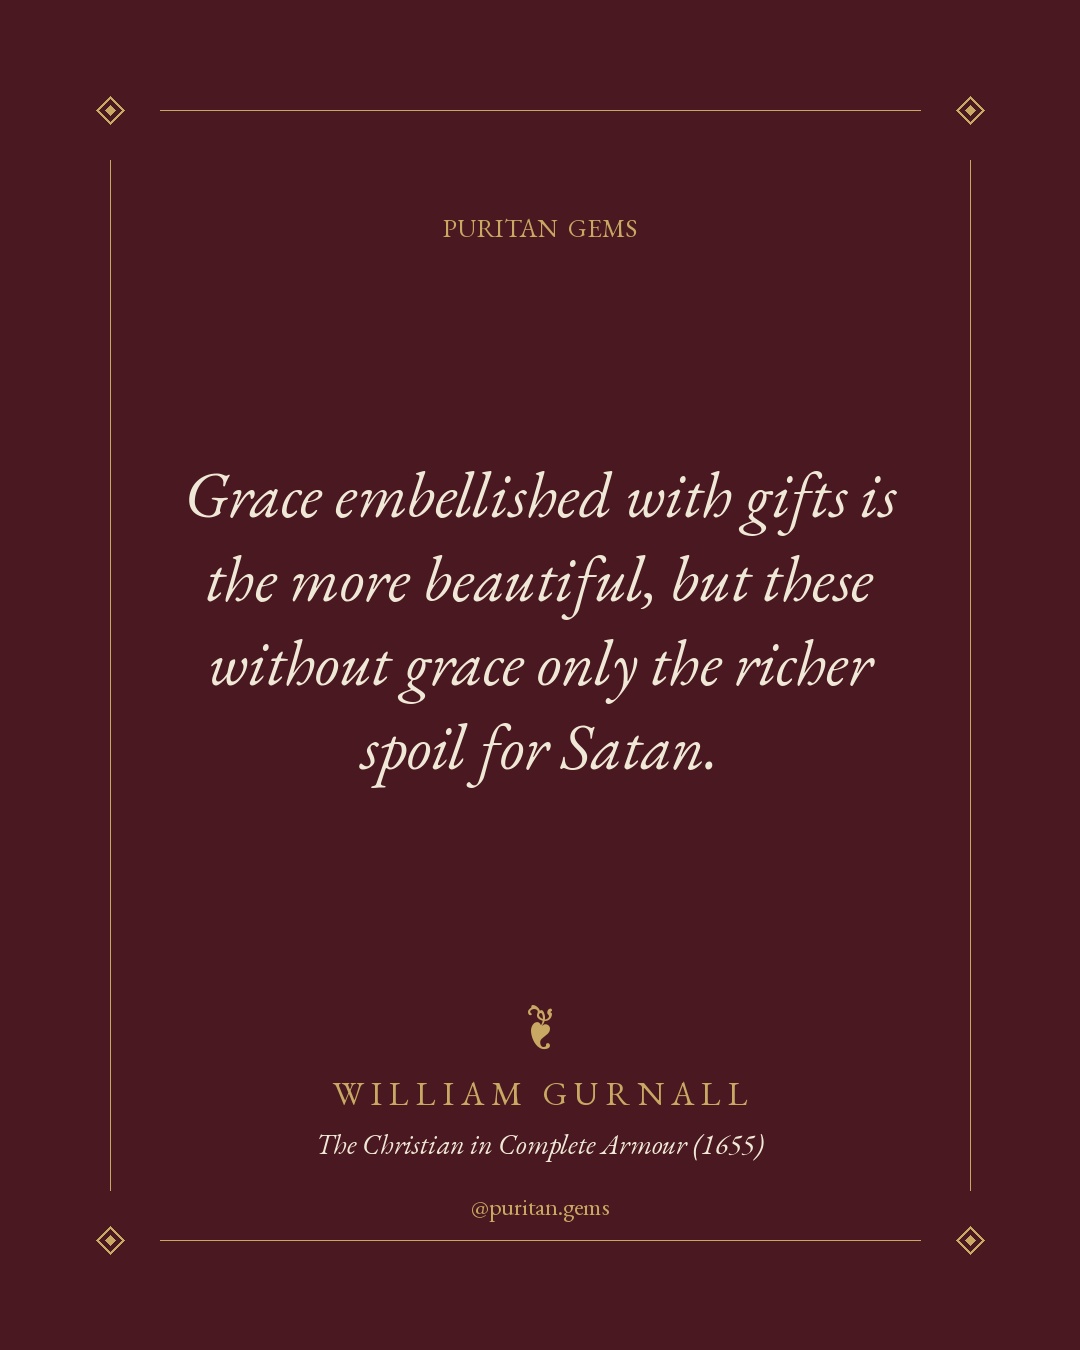 PURITAN GEMS
Grace embellished with gifts is
the more beautiful, but these
without grace only the richer
spoil for Satan.
❦
WILLIAM GURNALL
The Christian in Complete Armour (1655)
@puritan.gems